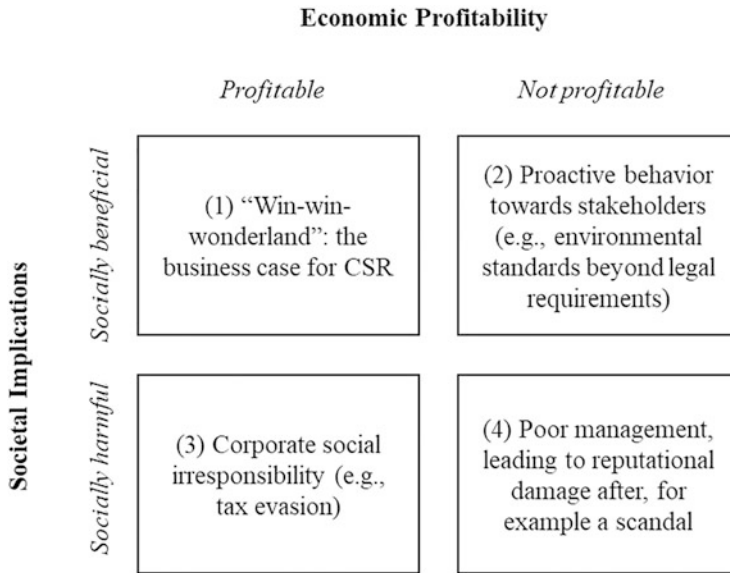 Economic Profitability
Profitable
Not profitable
Societal Implications
Socially beneficial
(1) “Win-win-
wonderland”: the
business case for CSR
(2) Proactive behavior
towards stakeholders
(e.g., environmental
standards beyond legal
requirements)
Socially harmful
(3) Corporate social
irresponsibility (e.g.,
tax evasion)
(4) Poor management,
leading to reputational
damage after, for
example a scandal